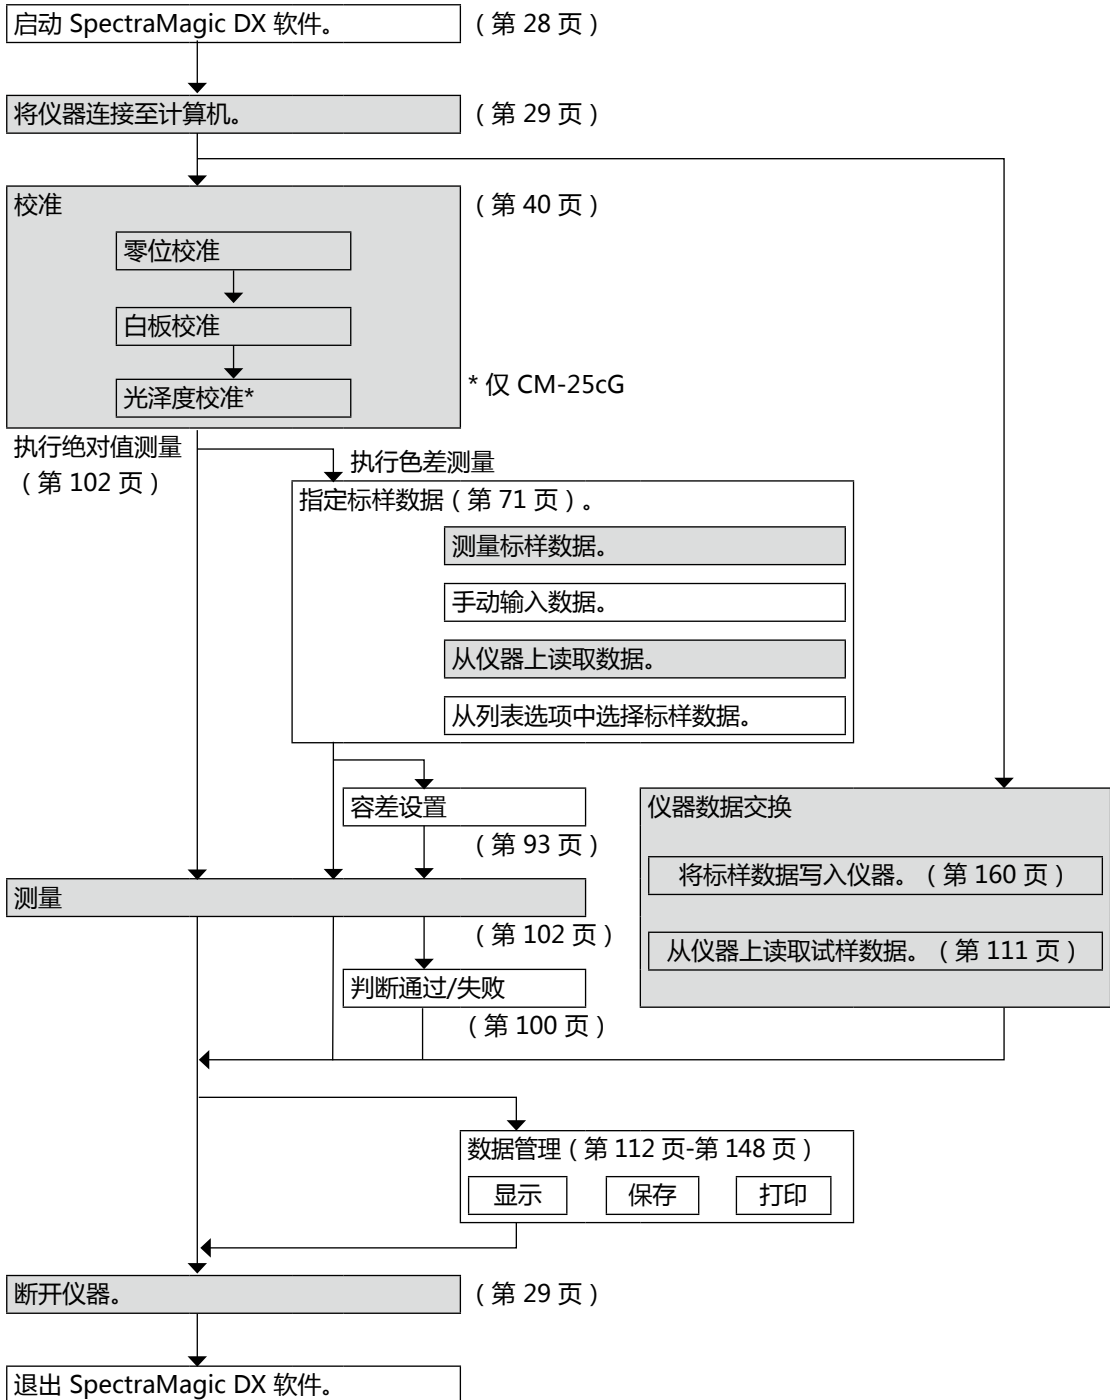 启动 SpectraMagic DX 软件。
（第 28 页）
将仪器连接至计算机。
（第 29 页）
校准
（第 40 页）
零位校准
白板校准
光泽度校准*
* 仅 CM-25cG
执行绝对值测量
（第 102 页）
执行色差测量
指定标样数据（第 71 页）。
测量标样数据。
手动输入数据。
从仪器上读取数据。
从列表选项中选择标样数据。
容差设置
（第 93 页）
仪器数据交换
将标样数据写入仪器。（第 160 页）
从仪器上读取试样数据。（第 111 页）
测量
（第 102 页）
判断通过/失败
（第 100 页）
数据管理（第 112 页-第 148 页）
显示
保存
打印
断开仪器。
（第 29 页）
退出 SpectraMagic DX 软件。